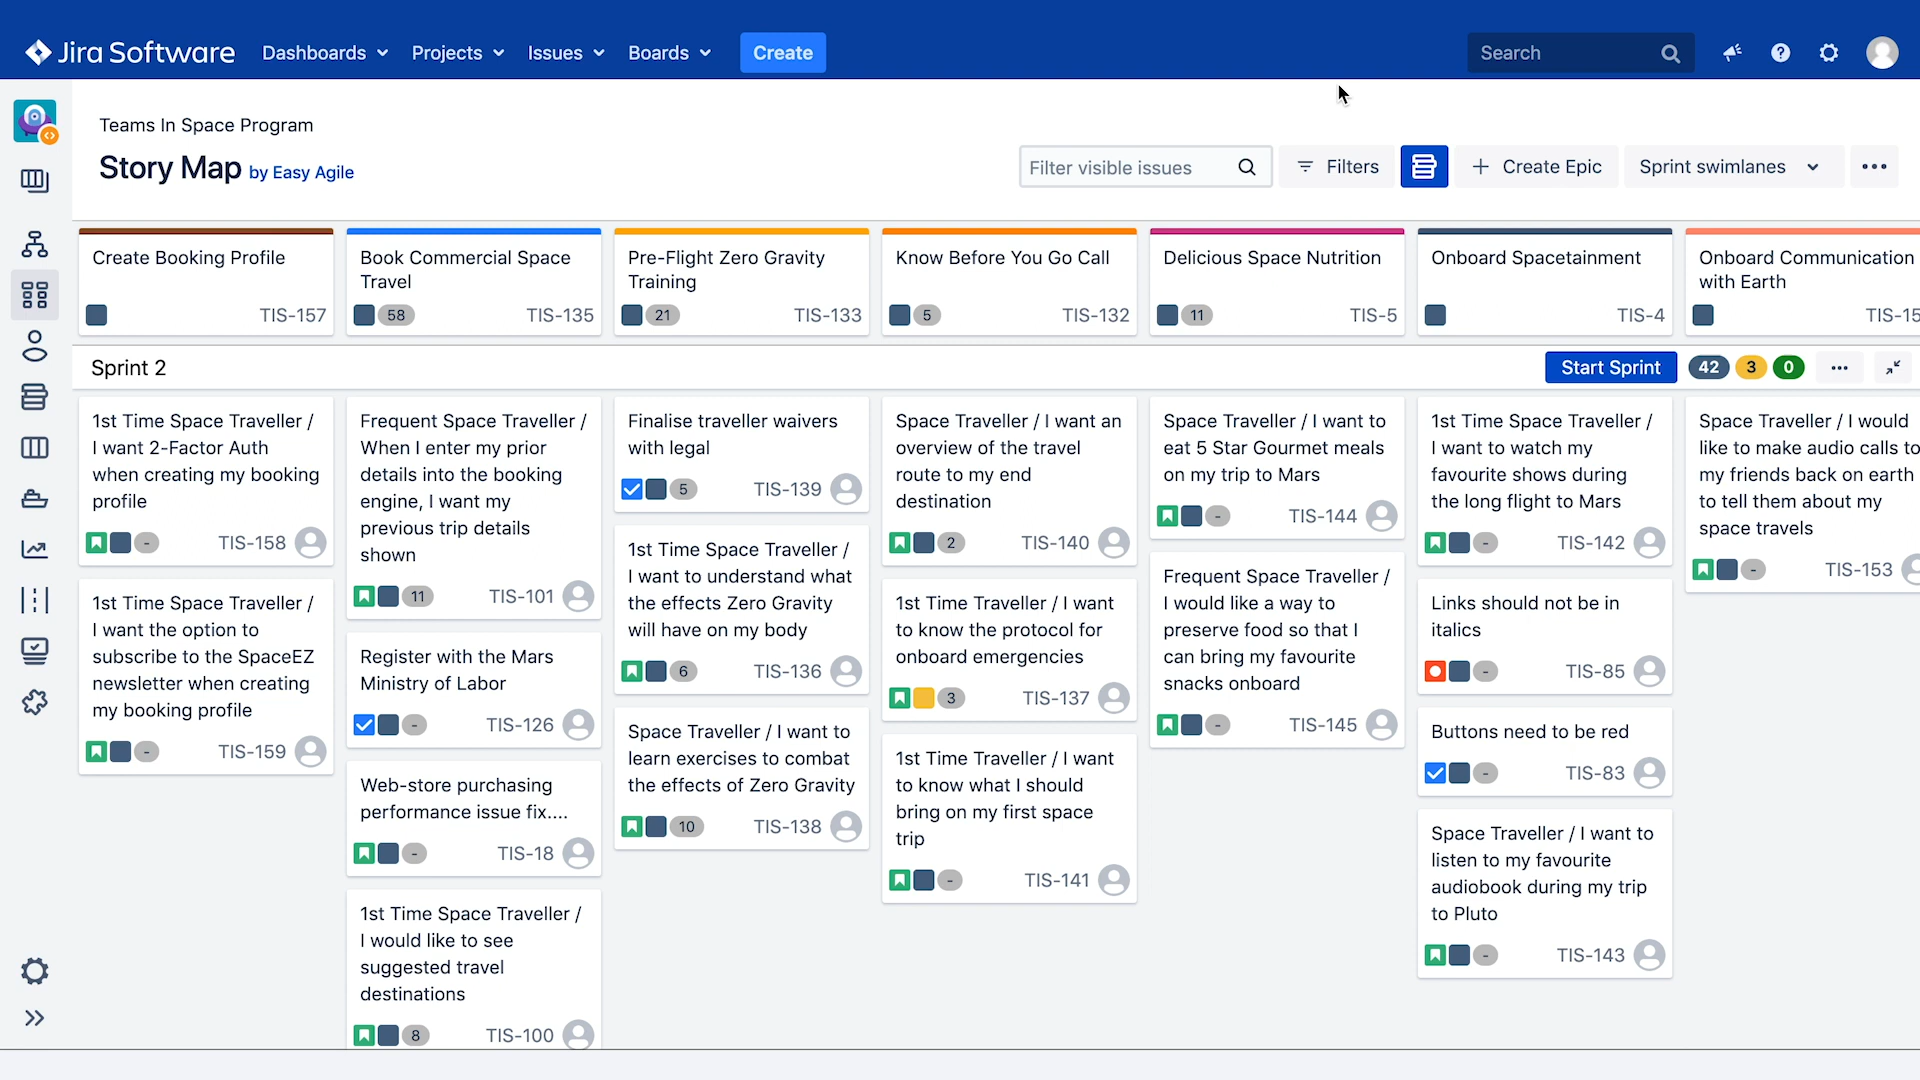 Jira Software
Dashboards
Projects
Issues
Boards
Create
Search
Teams In Space Program
Story Map by Easy Agile
Filter visible issues
Filters
Create Epic
Sprint swimlanes
Create Booking Profile
TIS-157
Book Commercial Space
Travel
58
TIS-135
Pre-Flight Zero Gravity
Training
21
TIS-133
Know Before You Go Call
5
TIS-132
Delicious Space Nutrition
11
TIS-5
Onboard Spacetainment
TIS-4
Onboard Communication
with Earth
TIS-15
Sprint 2
Start Sprint
42
3
0
1st Time Space Traveller /
I want 2-Factor Auth
when creating my booking
profile
-
TIS-158
1st Time Space Traveller /
I want the option to
subscribe to the SpaceEZ
newsletter when creating
my booking profile
-
TIS-159
Frequent Space Traveller /
When I enter my prior
details into the booking
engine, I want my
previous trip details
shown
11
TIS-101
Register with the Mars
Ministry of Labor
-
TIS-126
Web-store purchasing
performance issue fix....
-
TIS-18
1st Time Space Traveller /
I would like to see
suggested travel
destinations
8
TIS-100
Finalise traveller waivers
with legal
5
TIS-139
1st Time Space Traveller /
I want to understand what
the effects Zero Gravity
will have on my body
6
TIS-136
Space Traveller / I want to
learn exercises to combat
the effects of Zero Gravity
10
TIS-138
Space Traveller / I want an
overview of the travel
route to my end
destination
2
TIS-140
1st Time Traveller / I want
to know the protocol for
onboard emergencies
3
TIS-137
1st Time Traveller / I want
to know what I should
bring on my first space
trip
-
TIS-141
Space Traveller / I want to
eat 5 Star Gourmet meals
on my trip to Mars
-
TIS-144
Frequent Space Traveller /
I would like a way to
preserve food so that I
can bring my favourite
snacks onboard
-
TIS-145
1st Time Space Traveller /
I want to watch my
favourite shows during
the long flight to Mars
-
TIS-142
Links should not be in
italics
-
TIS-85
Buttons need to be red
-
TIS-83
Space Traveller / I want to
listen to my favourite
audiobook during my trip
to Pluto
-
TIS-143
Space Traveller / I would
like to make audio calls to
my friends back on earth
to tell them about my
space travels
-
TIS-153